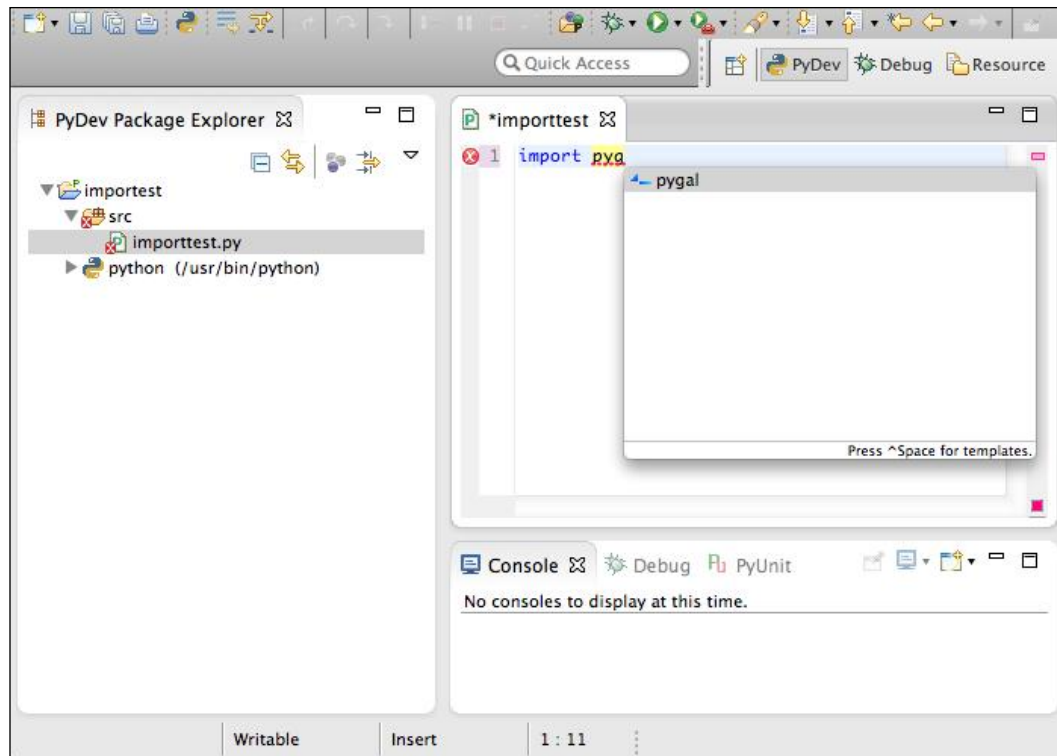 Quick Access
PyDev
Debug
Resource
PyDev Package Explorer
importest
src
importtest.py
python (/usr/bin/python)
*importtest
1 import pyg
pygal
Press ^Space for templates.
Console
Debug
PyUnit
No consoles to display at this time.
Writable
Insert
1 : 11